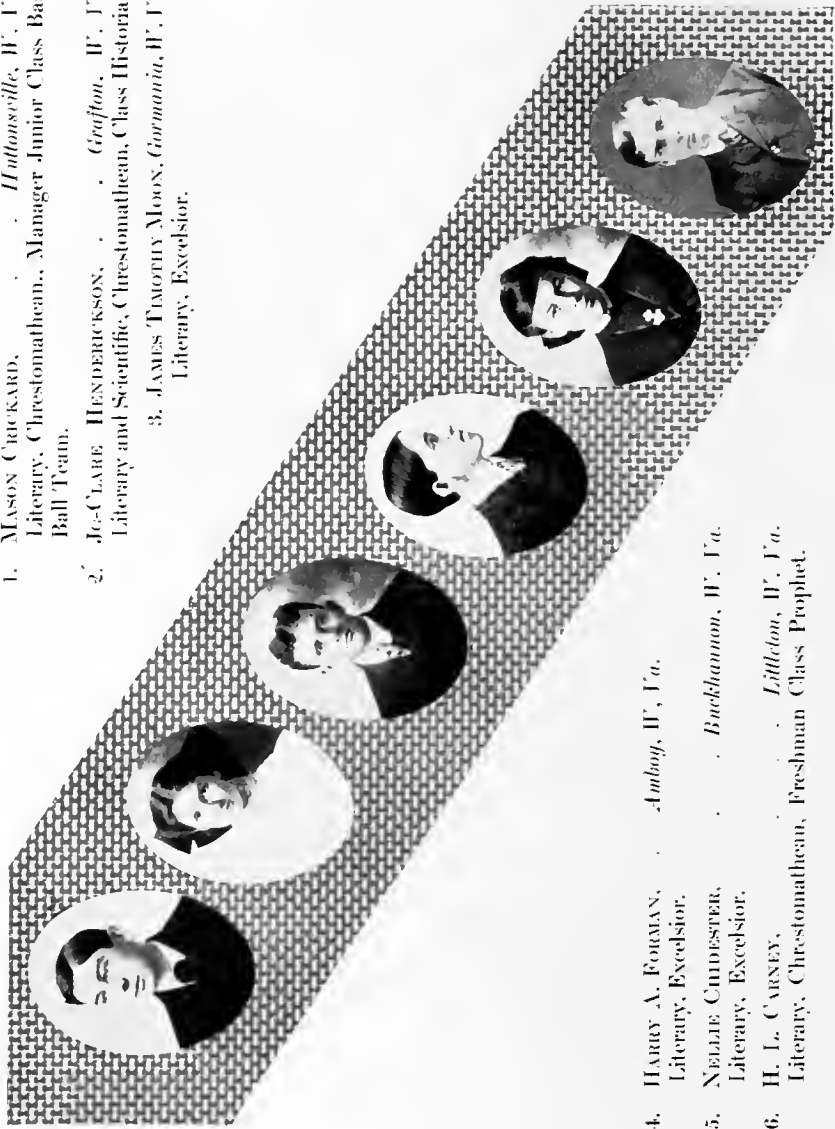 1. MASON CRICKARD, . . Huttonsville, W. V
Literary, Chrestomathean., Manager Junior Class Bas
Ball Team.
2. JO-CLARE HENDERICKSON, . . Grafton, W. V
Literary and Scientific, Chrestomathean, Class Historia
3. JAMES TIMOTHY MOON, Gormania, W. V
Literary, Excelsior.
4. HARRY A. FORMAN, . . Amboy, W, Va.
Literary, Excelsior.
5. NELLIE CHIDESTER, . . Buckhannon, W. Va.
Literary, Excelsior.
6. H. L. CARNEY, . . . Littleton, W. Va.
Literary, Chrestomathean, Freshman Class Prophet.